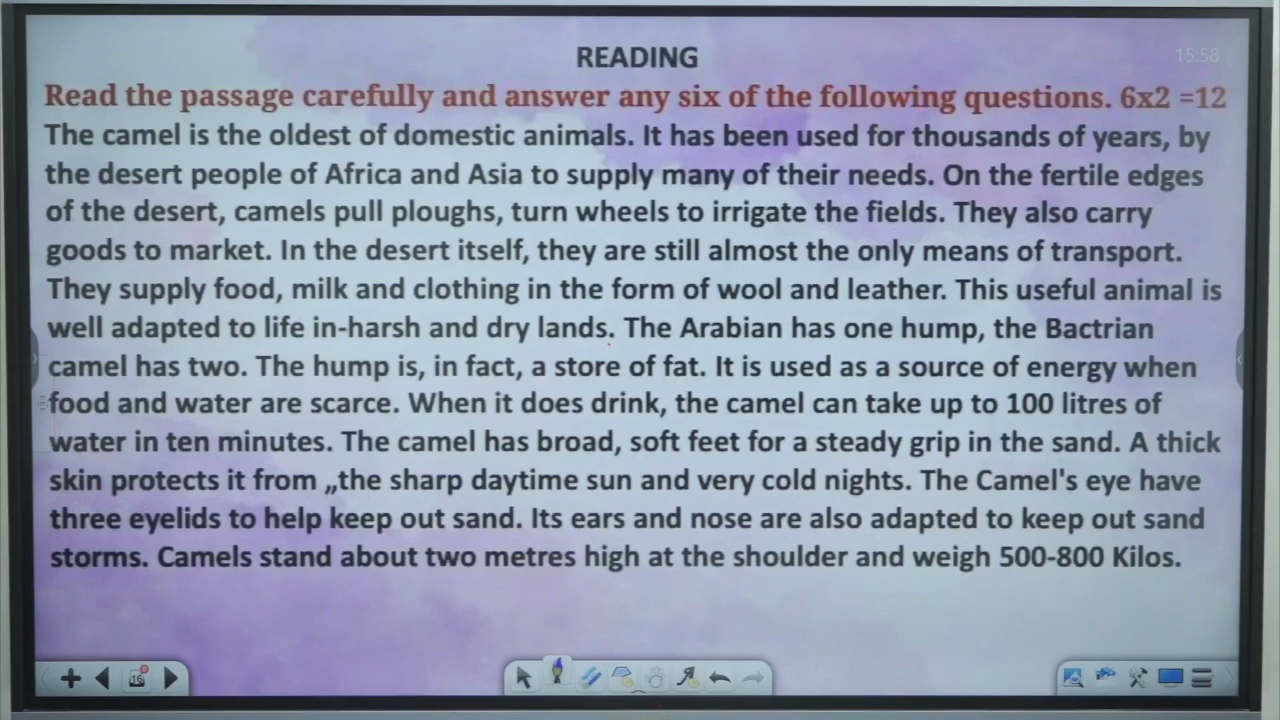 READING
15:58
Read the passage carefully and answer any six of the following questions. 6x2 =12
The camel is the oldest of domestic animals. It has been used for thousands of years, by
the desert people of Africa and Asia to supply many of their needs. On the fertile edges
of the desert, camels pull ploughs, turn wheels to irrigate the fields. They also carry
goods to market. In the desert itself, they are still almost the only means of transport.
They supply food, milk and clothing in the form of wool and leather. This useful animal is
well adapted to life in-harsh and dry lands. The Arabian has one hump, the Bactrian
camel has two. The hump is, in fact, a store of fat. It is used as a source of energy when
food and water are scarce. When it does drink, the camel can take up to 100 litres of
water in ten minutes. The camel has broad, soft feet for a steady grip in the sand. A thick
skin protects it from „the sharp daytime sun and very cold nights. The Camel's eye have
three eyelids to help keep out sand. Its ears and nose are also adapted to keep out sand
storms. Camels stand about two metres high at the shoulder and weigh 500-800 Kilos.
16